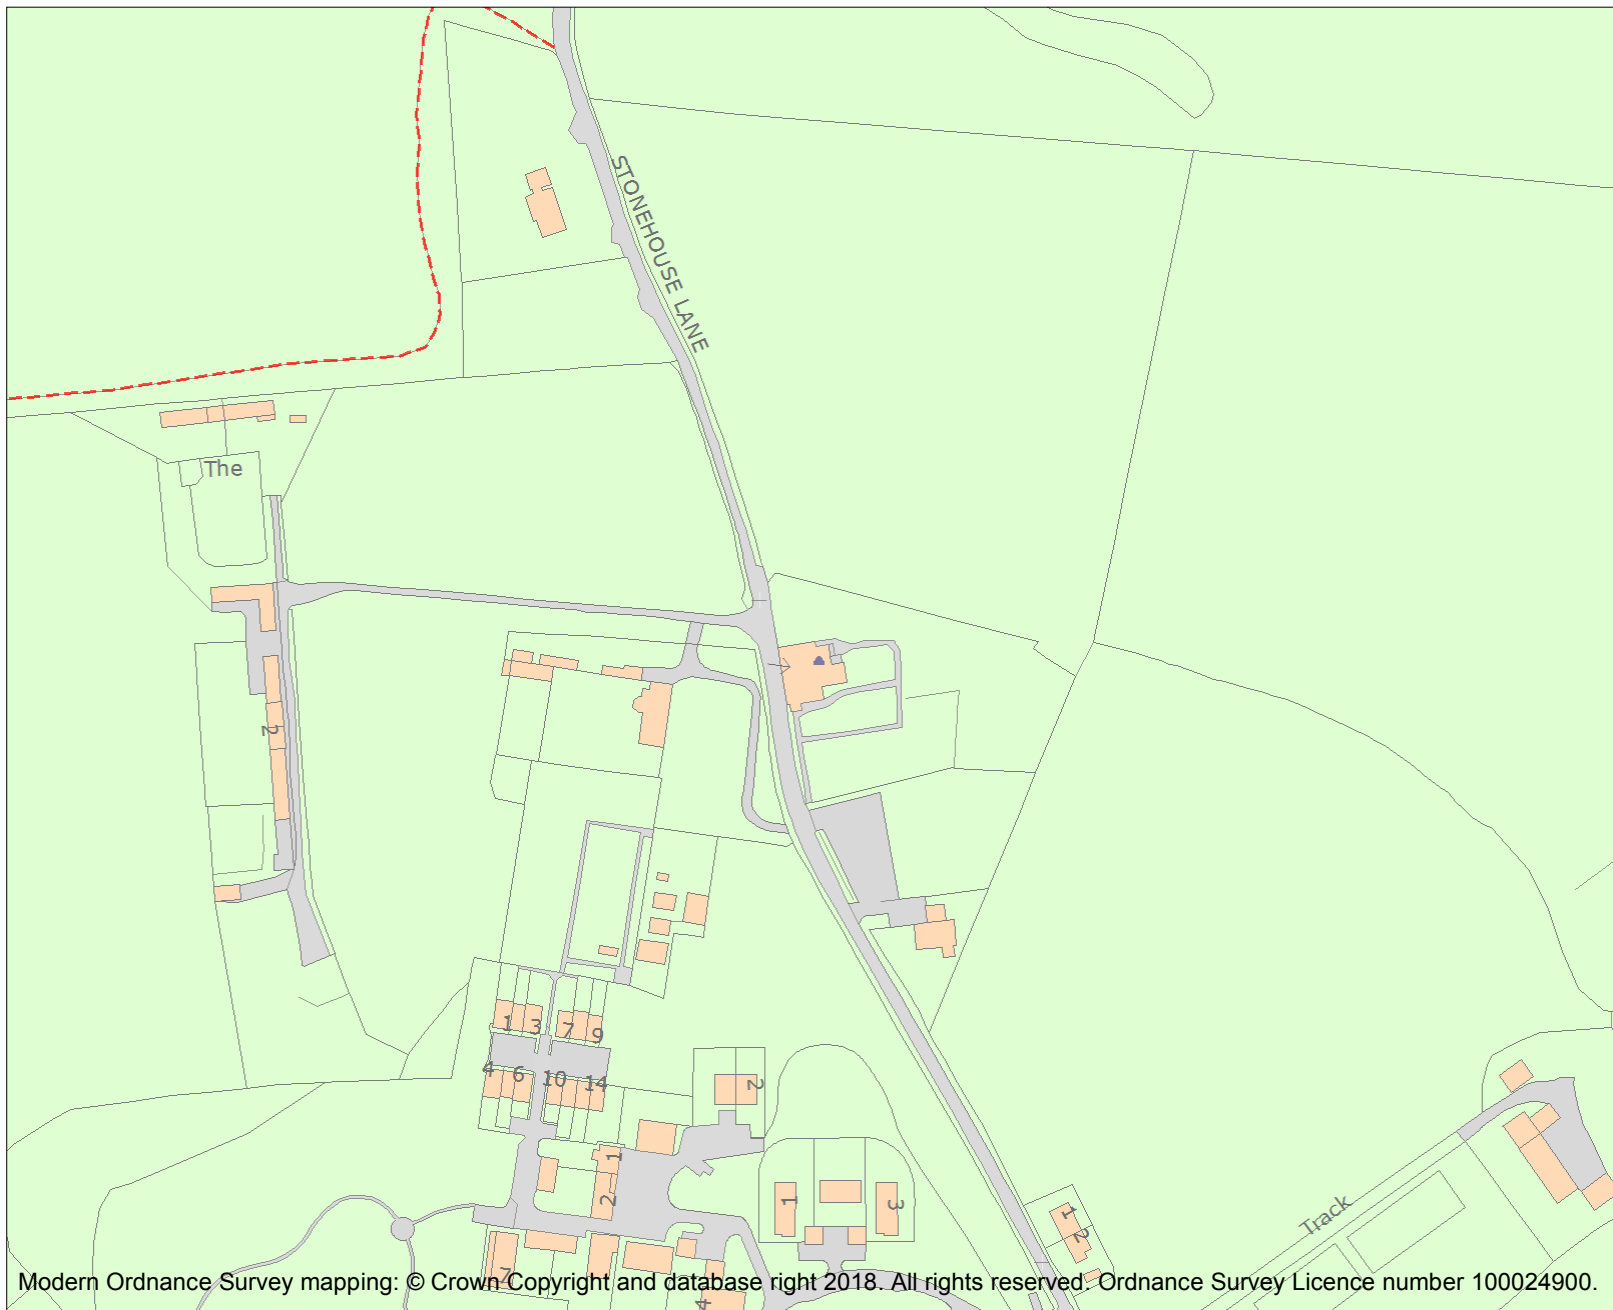 STONEHOUSE LANE
The
2
1 3 7 9
4 6 10 14
2
1
2
1 3
1
2
Track
7
4
Modern Ordnance Survey mapping: © Crown Copyright and database right 2018. All rights reserved. Ordnance Survey Licence number 100024900.